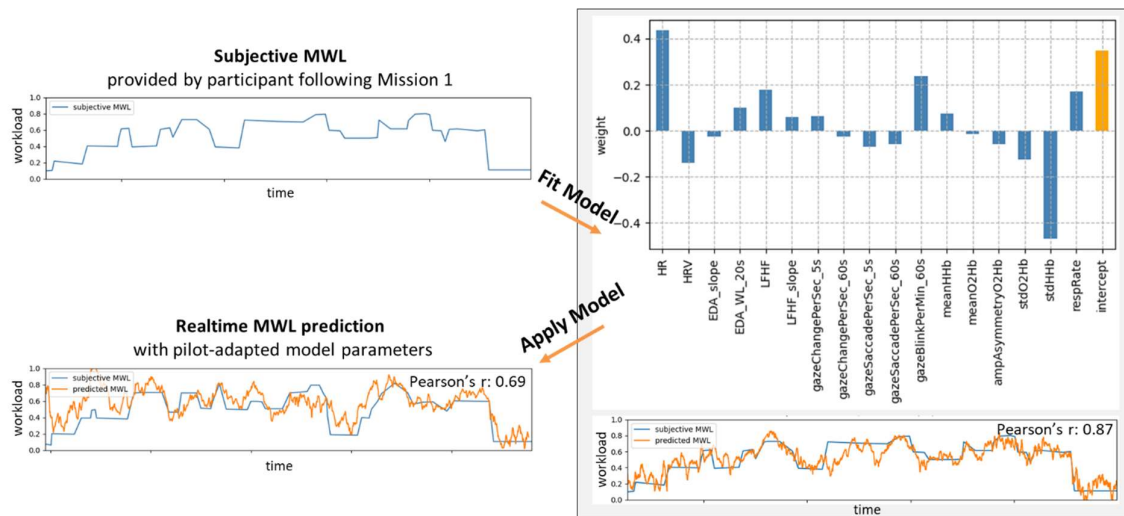 Subjective MWL
provided by participant following Mission 1
workload
1.0
0.8
0.6
0.4
0.2
0.0
subjective MWL
time
Fit Model
weight
0.4
0.2
0.0
−0.2
−0.4
HR
HRV
EDA_slope
EDA_WL_20s
LFHF
LFHF_slope
gazeChangePerSec_5s
gazeChangePerSec_60s
gazeSaccadePerSec_5s
gazeSaccadePerSec_60s
gazeBlinkPerMin_60s
meanHHb
meanO2Hb
ampAsymmetryO2Hb
stdO2Hb
stdHHb
respRate
intercept
Apply Model
Realtime MWL prediction
with pilot-adapted model parameters
workload
1.0
0.8
0.6
0.4
0.2
0.0
subjective MWL
predicted MWL
Pearson's r: 0.69
time
workload
1.0
0.8
0.6
0.4
0.2
0.0
subjective MWL
predicted MWL
Pearson's r: 0.87
time